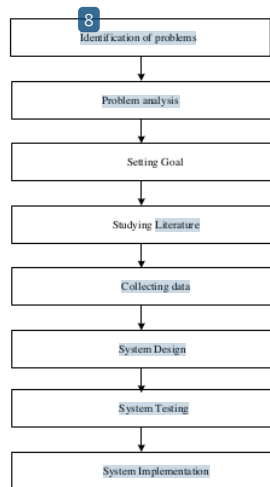 8
Identification of problems
Problem analysis
Setting Goal
Studying Literature
Collecting data
System Design
System Testing
System Implementation